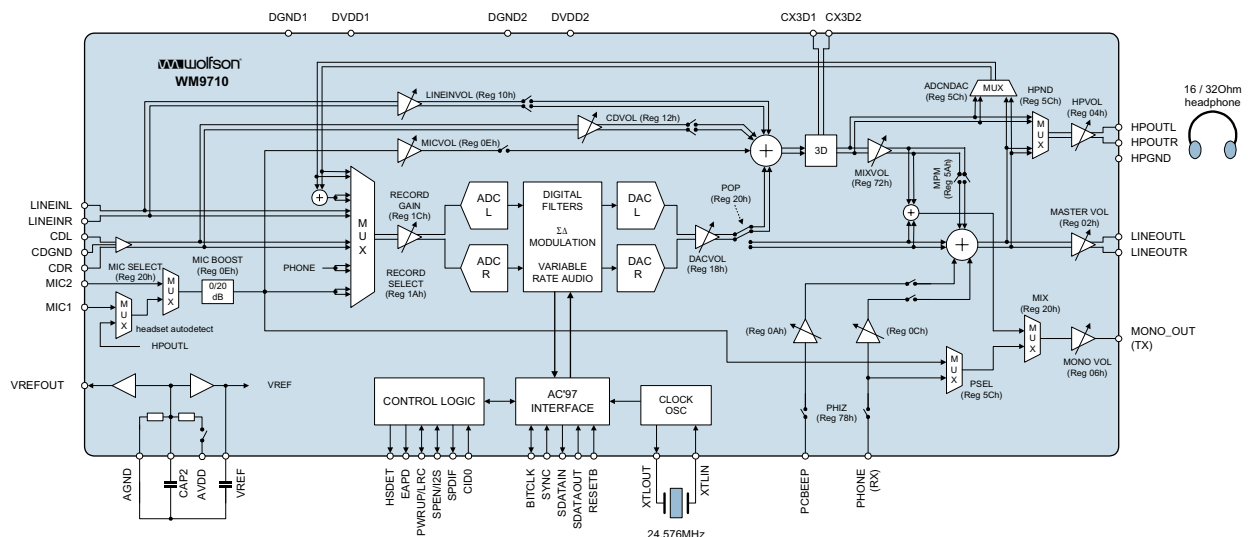 DGND1
DVDD1
DGND2
DVDD2
CX3D1
CX3D2
wolfson
WM9710
LINEINVOL (Reg 10h)
CDVOL (Reg 12h)
MICVOL (Reg 0Eh)
ADCNDAC
(Reg 5Ch)
MUX
HPND
(Reg 5Ch)
MUX
HPVOL
(Reg 04h)
16 / 32Ohm
headphone
HPOUTL
HPOUTR
HPGND
3D
MIXVOL
(Reg 72h)
MPM
(Reg 5Ah)
LINEINL
LINEINR
CDL
CDGND
CDR
MIC2
MIC1
MUX
RECORD
GAIN
(Reg 1Ch)
RECORD
SELECT
(Reg 1Ah)
ADC
L
ADC
R
DIGITAL
FILTERS
ΣΔ
MODULATION
VARIABLE
RATE AUDIO
DAC
L
DAC
R
DACVOL
(Reg 18h)
POP
(Reg 20h)
MASTER VOL
(Reg 02h)
LINEOUTL
LINEOUTR
MIC SELECT
(Reg 20h)
MIC BOOST
(Reg 0Eh)
MUX
0/20
dB
MUX
headset autodetect
HPOUTL
PHONE
(Reg 0Ah)
(Reg 0Ch)
MIX
(Reg 20h)
MUX
MONO VOL
(Reg 06h)
MONO_OUT
(TX)
MUX
PSEL
(Reg 5Ch)
PHIZ
(Reg 78h)
VREFOUT
VREF
CONTROL LOGIC
AC'97
INTERFACE
CLOCK
OSC
AGND
CAP2
AVDD
VREF
HSDET
EAPD
PWRUP/LRC
SPEN/I2S
SPDIF
CID0
BITCLK
SYNC
SDATAIN
SDATAOUT
RESETB
XTLOUT
XTLIN
PCBEEP
PHONE
(RX)
24.576MHz